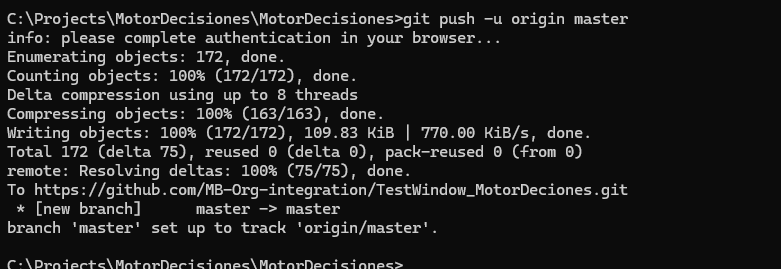 C:\Projects\MotorDecisiones\MotorDecisiones>git push -u origin master
info: please complete authentication in your browser...
Enumerating objects: 172, done.
Counting objects: 100% (172/172), done.
Delta compression using up to 8 threads
Compressing objects: 100% (163/163), done.
Writing objects: 100% (172/172), 109.83 KiB | 770.00 KiB/s, done.
Total 172 (delta 75), reused 0 (delta 0), pack-reused 0 (from 0)
remote: Resolving deltas: 100% (75/75), done.
To https://github.com/MB-Org-integration/TestWindow_MotorDeciones.git
 * [new branch]      master -> master
branch 'master' set up to track 'origin/master'.
C:\Projects\MotorDecisiones\MotorDecisiones>